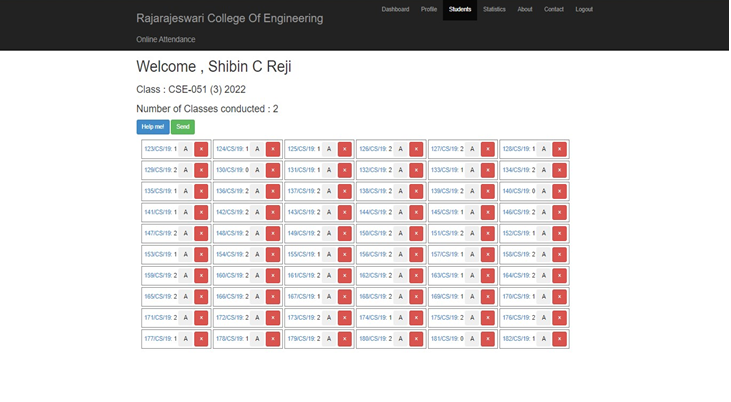 Rajarajeswari College Of Engineering
Dashboard Profile Students Statistics About Contact Logout
Online Attendance
Welcome , Shibin C Reji
Class : CSE-051 (3) 2022
Number of Classes conducted : 2
Help me! Send
123/CS/19: 1 A x 124/CS/19: 1 A x 125/CS/19: 1 A x 126/CS/19: 2 A x 127/CS/19: 2 A x 128/CS/19: 1 A x
129/CS/19: 2 A x 130/CS/19: 0 A x 131/CS/19: 1 A x 132/CS/19: 2 A x 133/CS/19: 2 A x 134/CS/19: 2 A x
135/CS/19: 1 A x 136/CS/19: 2 A x 137/CS/19: 2 A x 138/CS/19: 2 A x 139/CS/19: 2 A x 140/CS/19: 0 A x
141/CS/19: 1 A x 142/CS/19: 2 A x 143/CS/19: 2 A x 144/CS/19: 2 A x 145/CS/19: 1 A x 146/CS/19: 2 A x
147/CS/19: 2 A x 148/CS/19: 2 A x 149/CS/19: 2 A x 150/CS/19: 2 A x 151/CS/19: 2 A x 152/CS/19: 1 A x
153/CS/19: 1 A x 154/CS/19: 2 A x 155/CS/19: 1 A x 156/CS/19: 2 A x 157/CS/19: 1 A x 158/CS/19: 2 A x
159/CS/19: 2 A x 160/CS/19: 2 A x 161/CS/19: 2 A x 162/CS/19: 2 A x 163/CS/19: 1 A x 164/CS/19: 2 A x
165/CS/19: 2 A x 166/CS/19: 2 A x 167/CS/19: 1 A x 168/CS/19: 2 A x 169/CS/19: 1 A x 170/CS/19: 1 A x
171/CS/19: 2 A x 172/CS/19: 2 A x 173/CS/19: 2 A x 174/CS/19: 1 A x 175/CS/19: 2 A x 176/CS/19: 2 A x
177/CS/19: 1 A x 178/CS/19: 1 A x 179/CS/19: 2 A x 180/CS/19: 2 A x 181/CS/19: 0 A x 182/CS/19: 1 A x